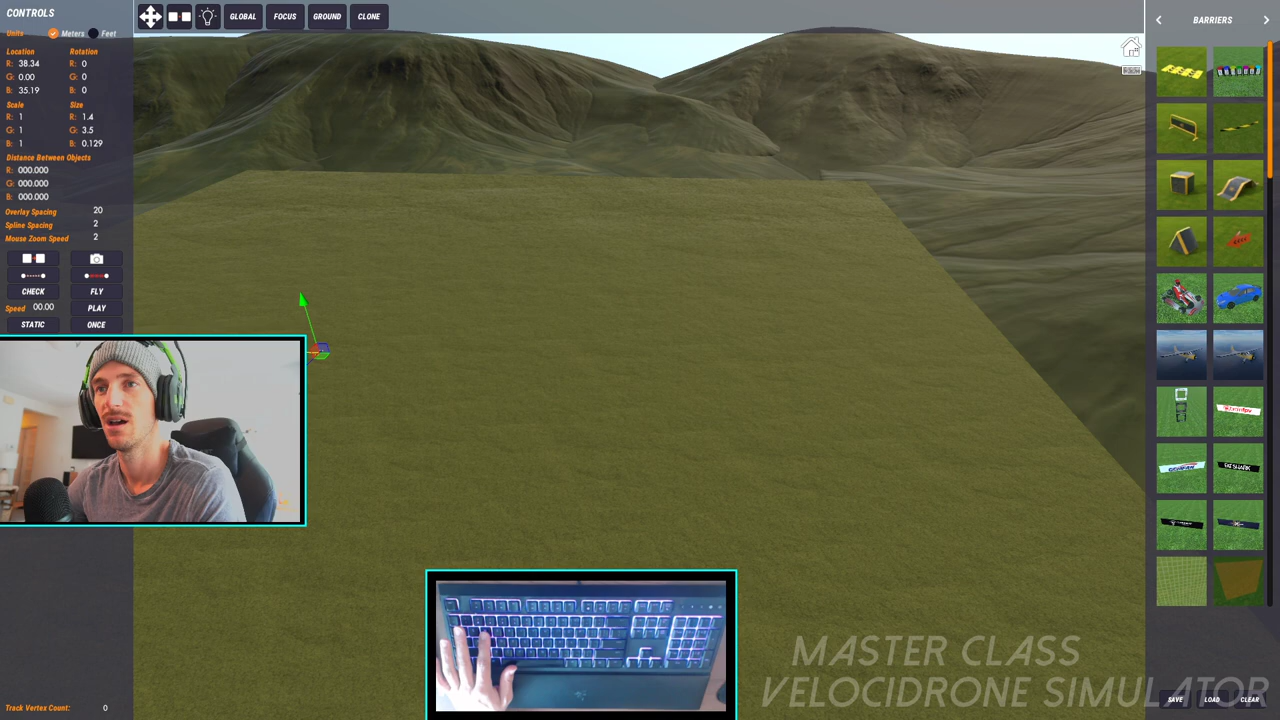 CONTROLS
Units Meters Feet
Location Rotation
R: 38.34 R: 0
G: 0.00 G: 0
B: 35.19 B: 0
Scale Size
R: 1 R: 1.4
G: 1 G: 3.5
B: 1 B: 0.129
Distance Between Objects
R: 000.000
G: 000.000
B: 000.000
Overlay Spacing 20
Spline Spacing 2
Mouse Zoom Speed 2
CHECK FLY
Speed 00.00 PLAY
STATIC ONCE
Track Vertex Count: 0
GLOBAL FOCUS GROUND CLONE
BARRIERS
MASTER CLASS
VELOCIDRONE SIMULATOR
SAVE LOAD CLEAR